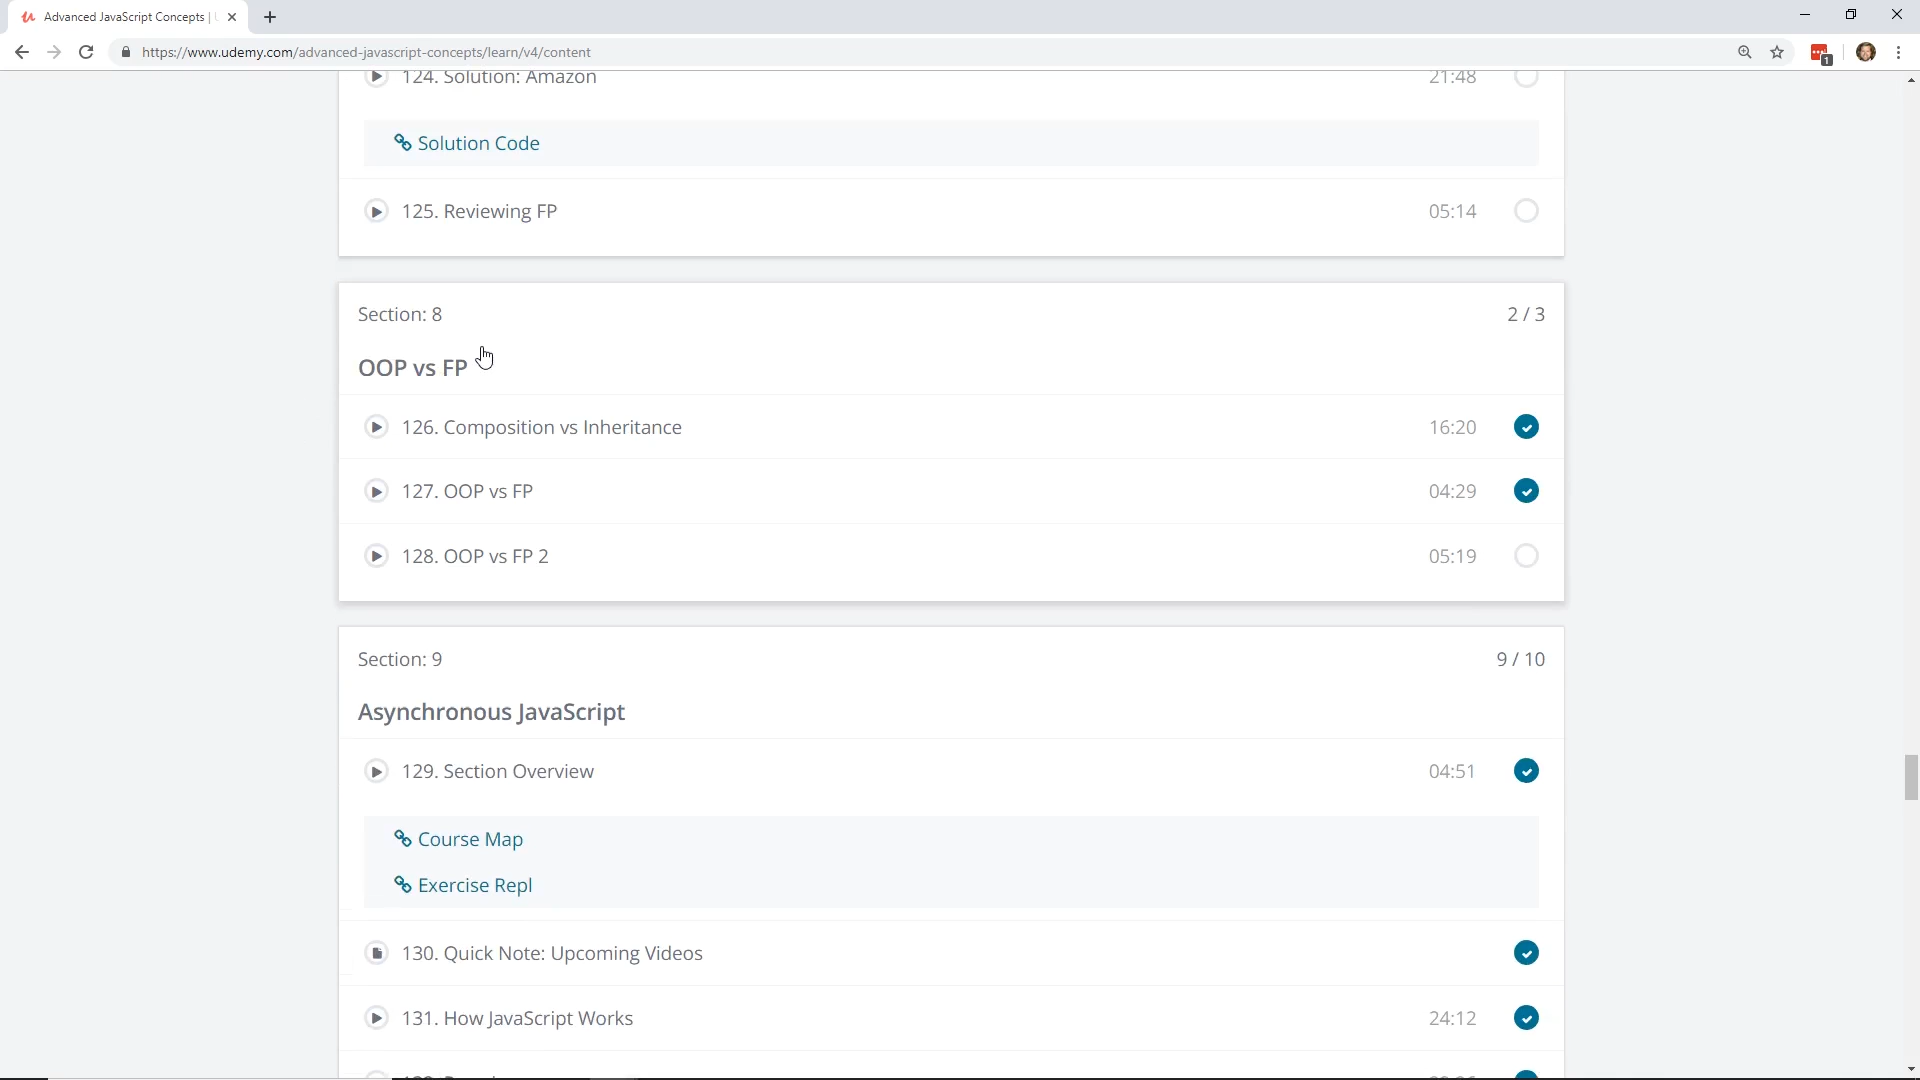 Advanced JavaScript Concepts |
https://www.udemy.com/advanced-javascript-concepts/learn/v4/content
1
124. Solution: Amazon 21:48
Solution Code
125. Reviewing FP 05:14
Section: 8 2 / 3
OOP vs FP
126. Composition vs Inheritance 16:20
127. OOP vs FP 04:29
128. OOP vs FP 2 05:19
Section: 9 9 / 10
Asynchronous JavaScript
129. Section Overview 04:51
Course Map
Exercise Repl
130. Quick Note: Upcoming Videos
131. How JavaScript Works 24:12